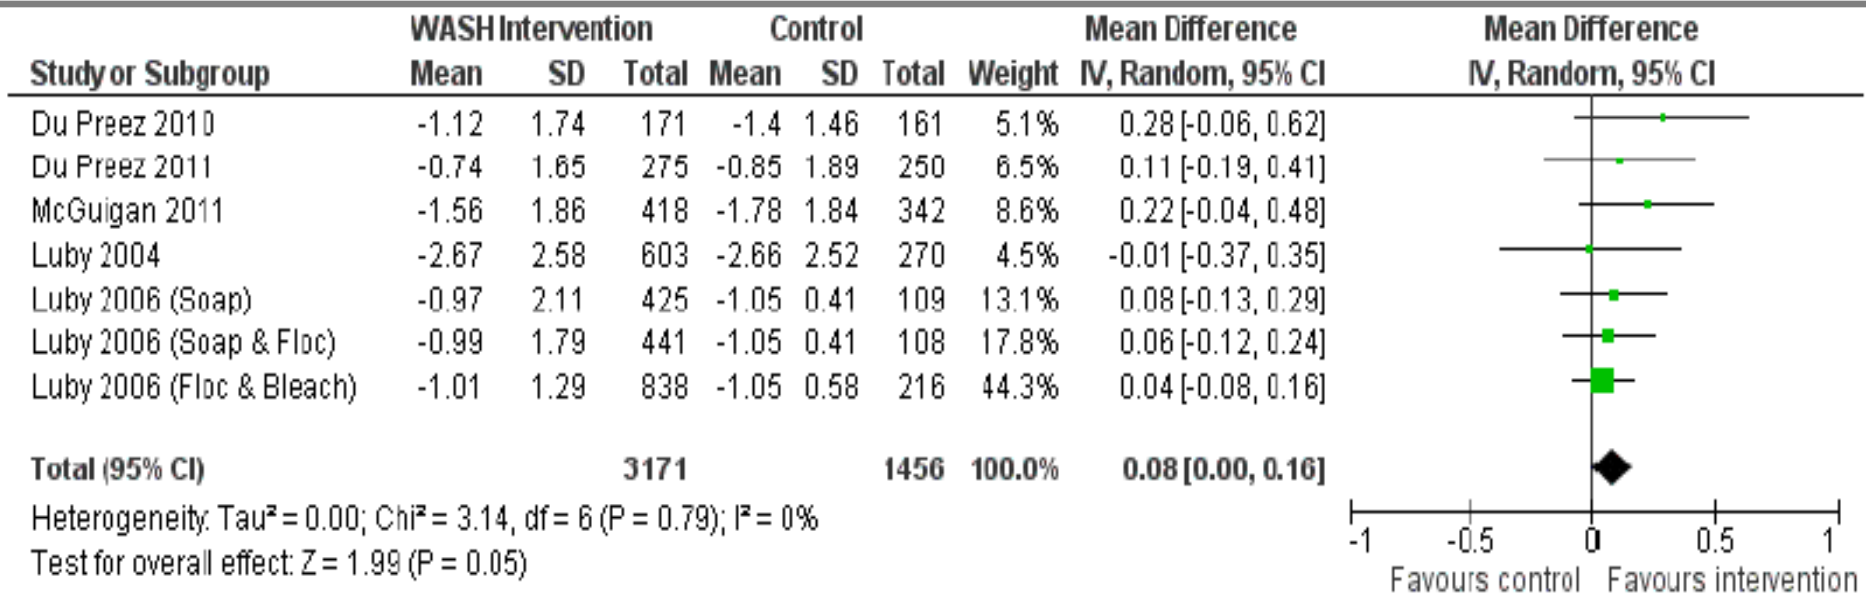 WASH Intervention Control Mean Difference Mean Difference
Study or Subgroup Mean SD Total Mean SD Total Weight IV, Random, 95% CI IV, Random, 95% CI
Du Preez 2010 -1.12 1.74 171 -1.4 1.46 161 5.1% 0.28 [-0.06, 0.62]
Du Preez 2011 -0.74 1.65 275 -0.85 1.89 250 6.5% 0.11 [-0.19, 0.41]
McGuigan 2011 -1.56 1.86 418 -1.78 1.84 342 8.6% 0.22 [-0.04, 0.48]
Luby 2004 -2.67 2.58 603 -2.66 2.52 270 4.5% -0.01 [-0.37, 0.35]
Luby 2006 (Soap) -0.97 2.11 425 -1.05 0.41 109 13.1% 0.08 [-0.13, 0.29]
Luby 2006 (Soap & Floc) -0.99 1.79 441 -1.05 0.41 108 17.8% 0.06 [-0.12, 0.24]
Luby 2006 (Floc & Bleach) -1.01 1.29 838 -1.05 0.58 216 44.3% 0.04 [-0.08, 0.16]
Total (95% CI) 3171 1456 100.0% 0.08 [0.00, 0.16]
Heterogeneity: Tau² = 0.00; Chi² = 3.14, df = 6 (P = 0.79); I² = 0%
Test for overall effect: Z = 1.99 (P = 0.05)
-1 -0.5 0 0.5 1
Favours control Favours intervention